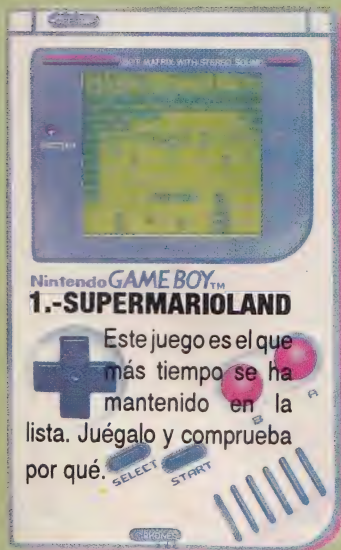 DOT MATRIX WITH STEREO SOUND
Nintendo GAME BOY™
1.-SUPERMARIOLAND
Este juego es el que
más tiempo se ha
mantenido en la
lista. Juégalo y comprueba
por qué.
B
A
SELECT
START
PHONES